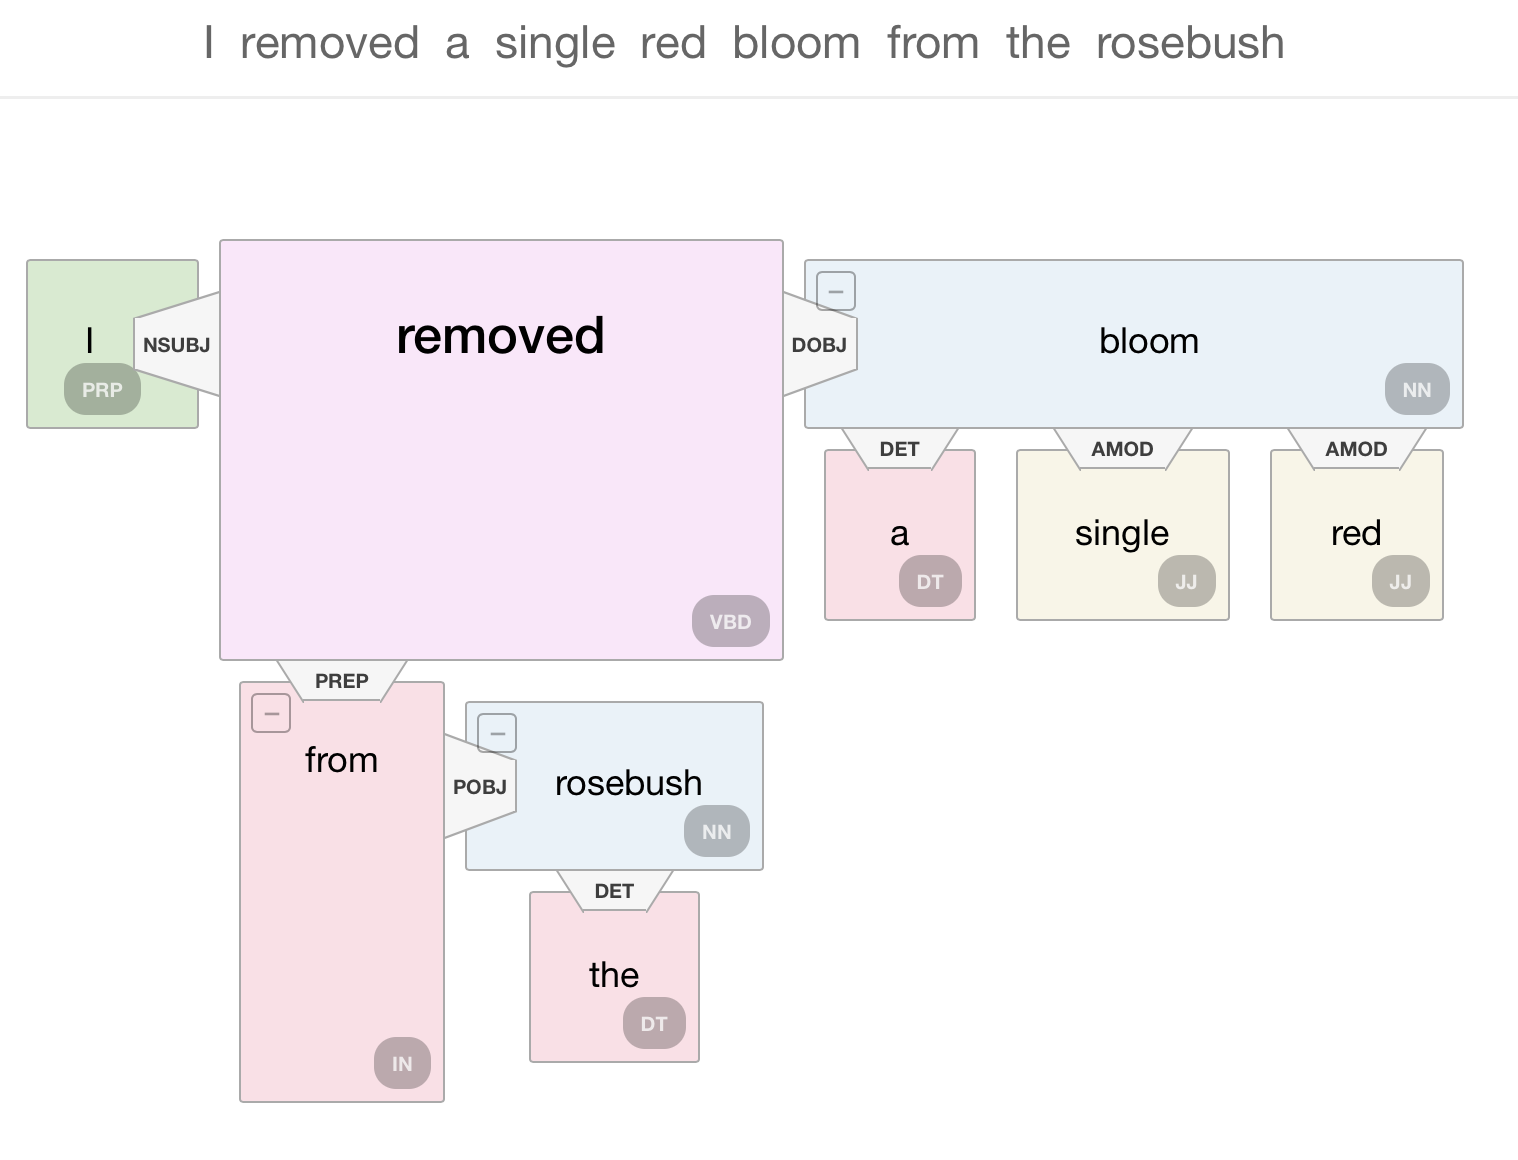 I removed a single red bloom from the rosebush
I NSUBJ removed DOBJ bloom
PRP
NN
DET AMOD AMOD
a single red
DT JJ JJ
VBD
PREP
from
POBJ rosebush
NN
DET
the
DT
IN